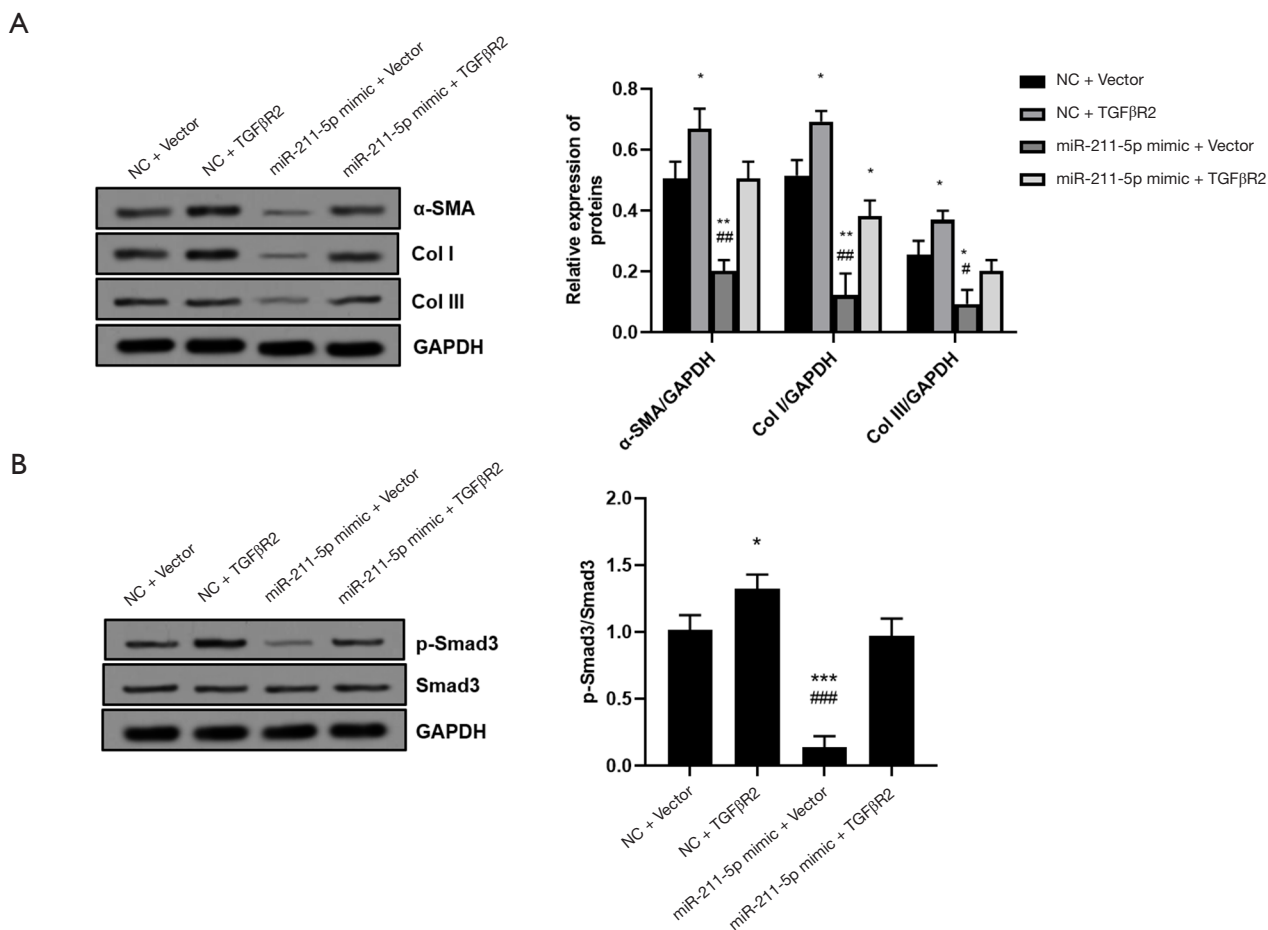 A
NC + Vector
NC + TGFβR2
miR-211-5p mimic + Vector
miR-211-5p mimic + TGFβR2
α-SMA
Col I
Col III
GAPDH
Relative expression of
proteins
0.8
0.6
0.4
0.2
0.0
*
**
##
*
**
##
*
*
*
#
α-SMA/GAPDH
Col I/GAPDH
Col III/GAPDH
NC + Vector
NC + TGFβR2
miR-211-5p mimic + Vector
miR-211-5p mimic + TGFβR2
B
NC + Vector
NC + TGFβR2
miR-211-5p mimic + Vector
miR-211-5p mimic + TGFβR2
p-Smad3
Smad3
GAPDH
p-Smad3/Smad3
2.0
1.5
1.0
0.5
0.0
*
***
###
NC + Vector
NC + TGFβR2
miR-211-5p mimic + Vector
miR-211-5p mimic + TGFβR2